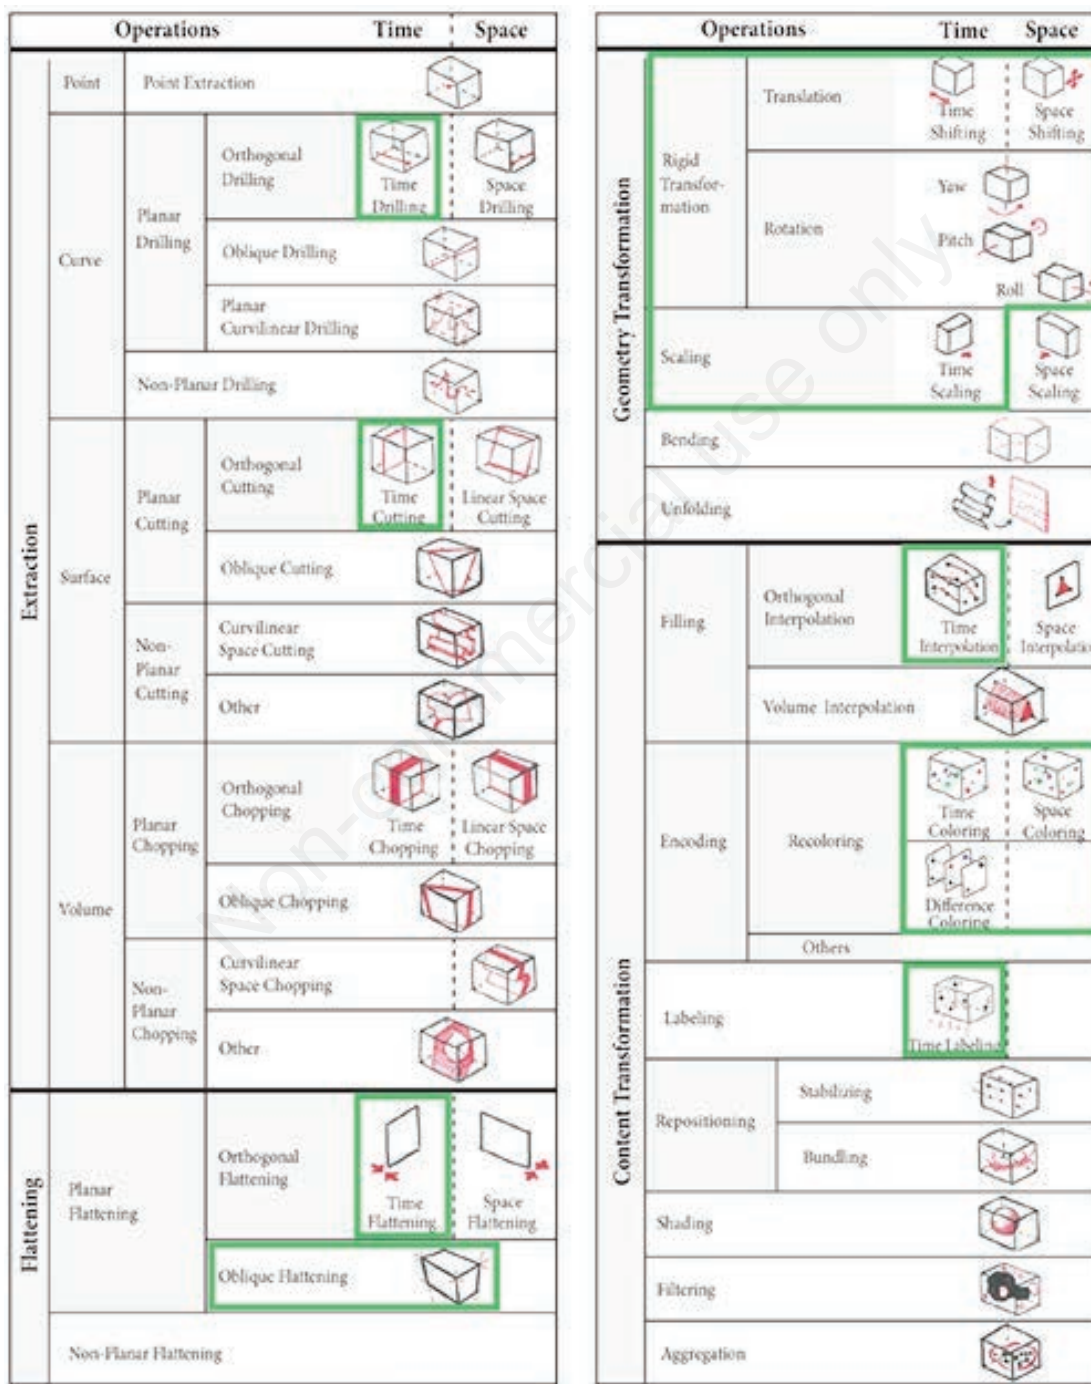 Operations Time Space
Extraction
Point
Point Extraction
Curve
Planar
Drilling
Orthogonal
Drilling
Time
Drilling
Space
Drilling
Oblique Drilling
Planar
Curvilinear Drilling
Non-Planar Drilling
Surface
Planar
Cutting
Orthogonal
Cutting
Time
Cutting
Linear Space
Cutting
Oblique Cutting
Non-
Planar
Cutting
Curvilinear
Space Cutting
Other
Volume
Planar
Chopping
Orthogonal
Chopping
Time
Chopping
Linear Space
Chopping
Oblique Chopping
Non-
Planar
Chopping
Curvilinear
Space Chopping
Other
Flattening
Planar
Flattening
Orthogonal
Flattening
Time
Flattening
Space
Flattening
Oblique Flattening
Non-Planar Flattening
Operations Time Space
Geometry Transformation
Rigid
Transfor-
mation
Translation
Time
Shifting
Space
Shifting
Rotation
Yaw
Pitch
Roll
Scaling
Time
Scaling
Space
Scaling
Bending
Unfolding
Content Transformation
Filling
Orthogonal
Interpolation
Time
Interpolation
Space
Interpolatio
Volume Interpolation
Encoding
Recoloring
Time
Coloring
Space
Coloring
Difference
Coloring
Others
Labeling
Time Labeling
Repositioning
Stabilizing
Bundling
Shading
Filtering
Aggregation
Non-commercial use only